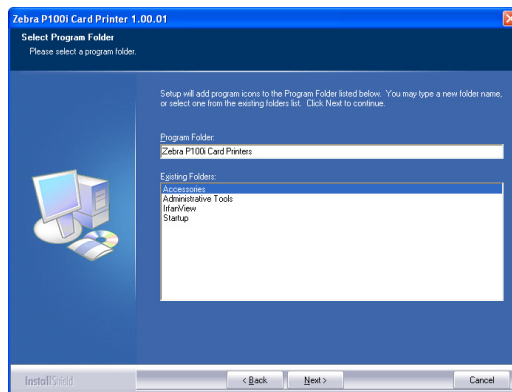 Zebra P100i Card Printer 1.00.01
Select Program Folder
Please select a program folder.
Setup will add program icons to the Program Folder listed below. You may type a new folder name,
or select one from the existing folders list. Click Next to continue.
Program Folder:
Zebra P100i Card Printers
Existing Folders:
Accessories
Administrative Tools
IrfanView
Startup
InstallShield
< Back
Next >
Cancel